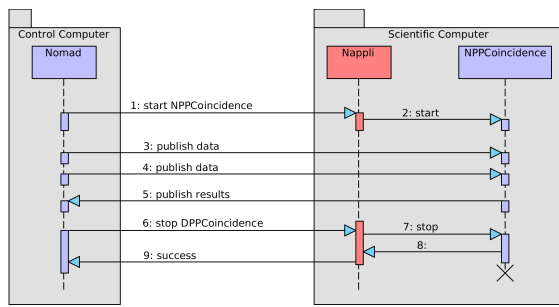 Control Computer
Scientific Computer
Nomad
Nappli
NPPCoincidence
1: start NPPCoincidence
2: start
3: publish data
4: publish data
5: publish results
6: stop DPPCoincidence
7: stop
8:
9: success